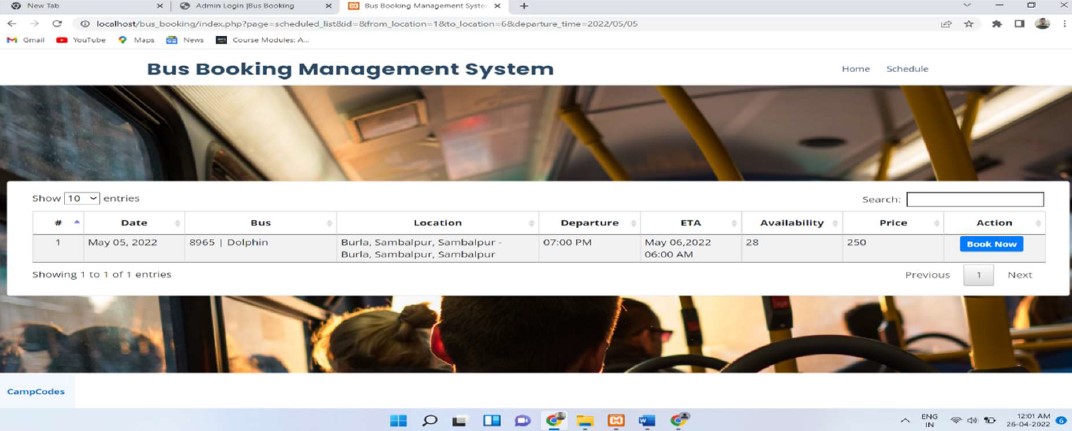 New Tab
Admin Login |Bus Booking
Bus Booking Management Syste
localhost/bus_booking/index.php?page=scheduled_list&id=&from_location=1&to_location=6&departure_time=2022/05/05
Gmail YouTube Maps News Course Modules: A...
Bus Booking Management System
Home Schedule
Show 10 entries
Search:
# Date Bus Location Departure ETA Availability Price Action
1 May 05, 2022 8965 | Dolphin Burla, Sambalpur, Sambalpur - 07:00 PM May 06,2022 28 250 Book Now
Burla, Sambalpur, Sambalpur 06:00 AM
Showing 1 to 1 of 1 entries
Previous 1 Next
CampCodes
ENG 12:01 AM
IN 26-04-2022 6